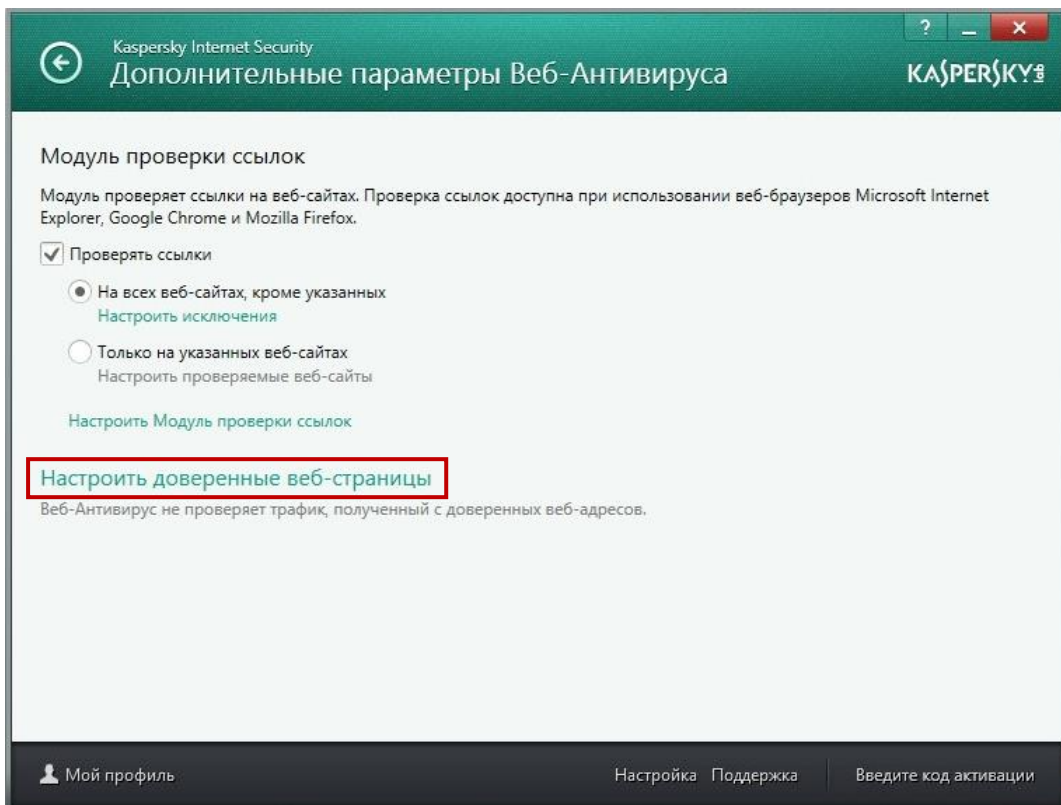 Kaspersky Internet Security
Дополнительные параметры Веб-Антивируса
?
KASPERSKY LAB
Модуль проверки ссылок
Модуль проверяет ссылки на веб-сайтах. Проверка ссылок доступна при использовании веб-браузеров Microsoft Internet
Explorer, Google Chrome и Mozilla Firefox.
Проверять ссылки
На всех веб-сайтах, кроме указанных
Настроить исключения
Только на указанных веб-сайтах
Настроить проверяемые веб-сайты
Настроить Модуль проверки ссылок
Настроить доверенные веб-страницы
Веб-Антивирус не проверяет трафик, полученный с доверенных веб-адресов.
Мой профиль
Настройка Поддержка
Введите код активации